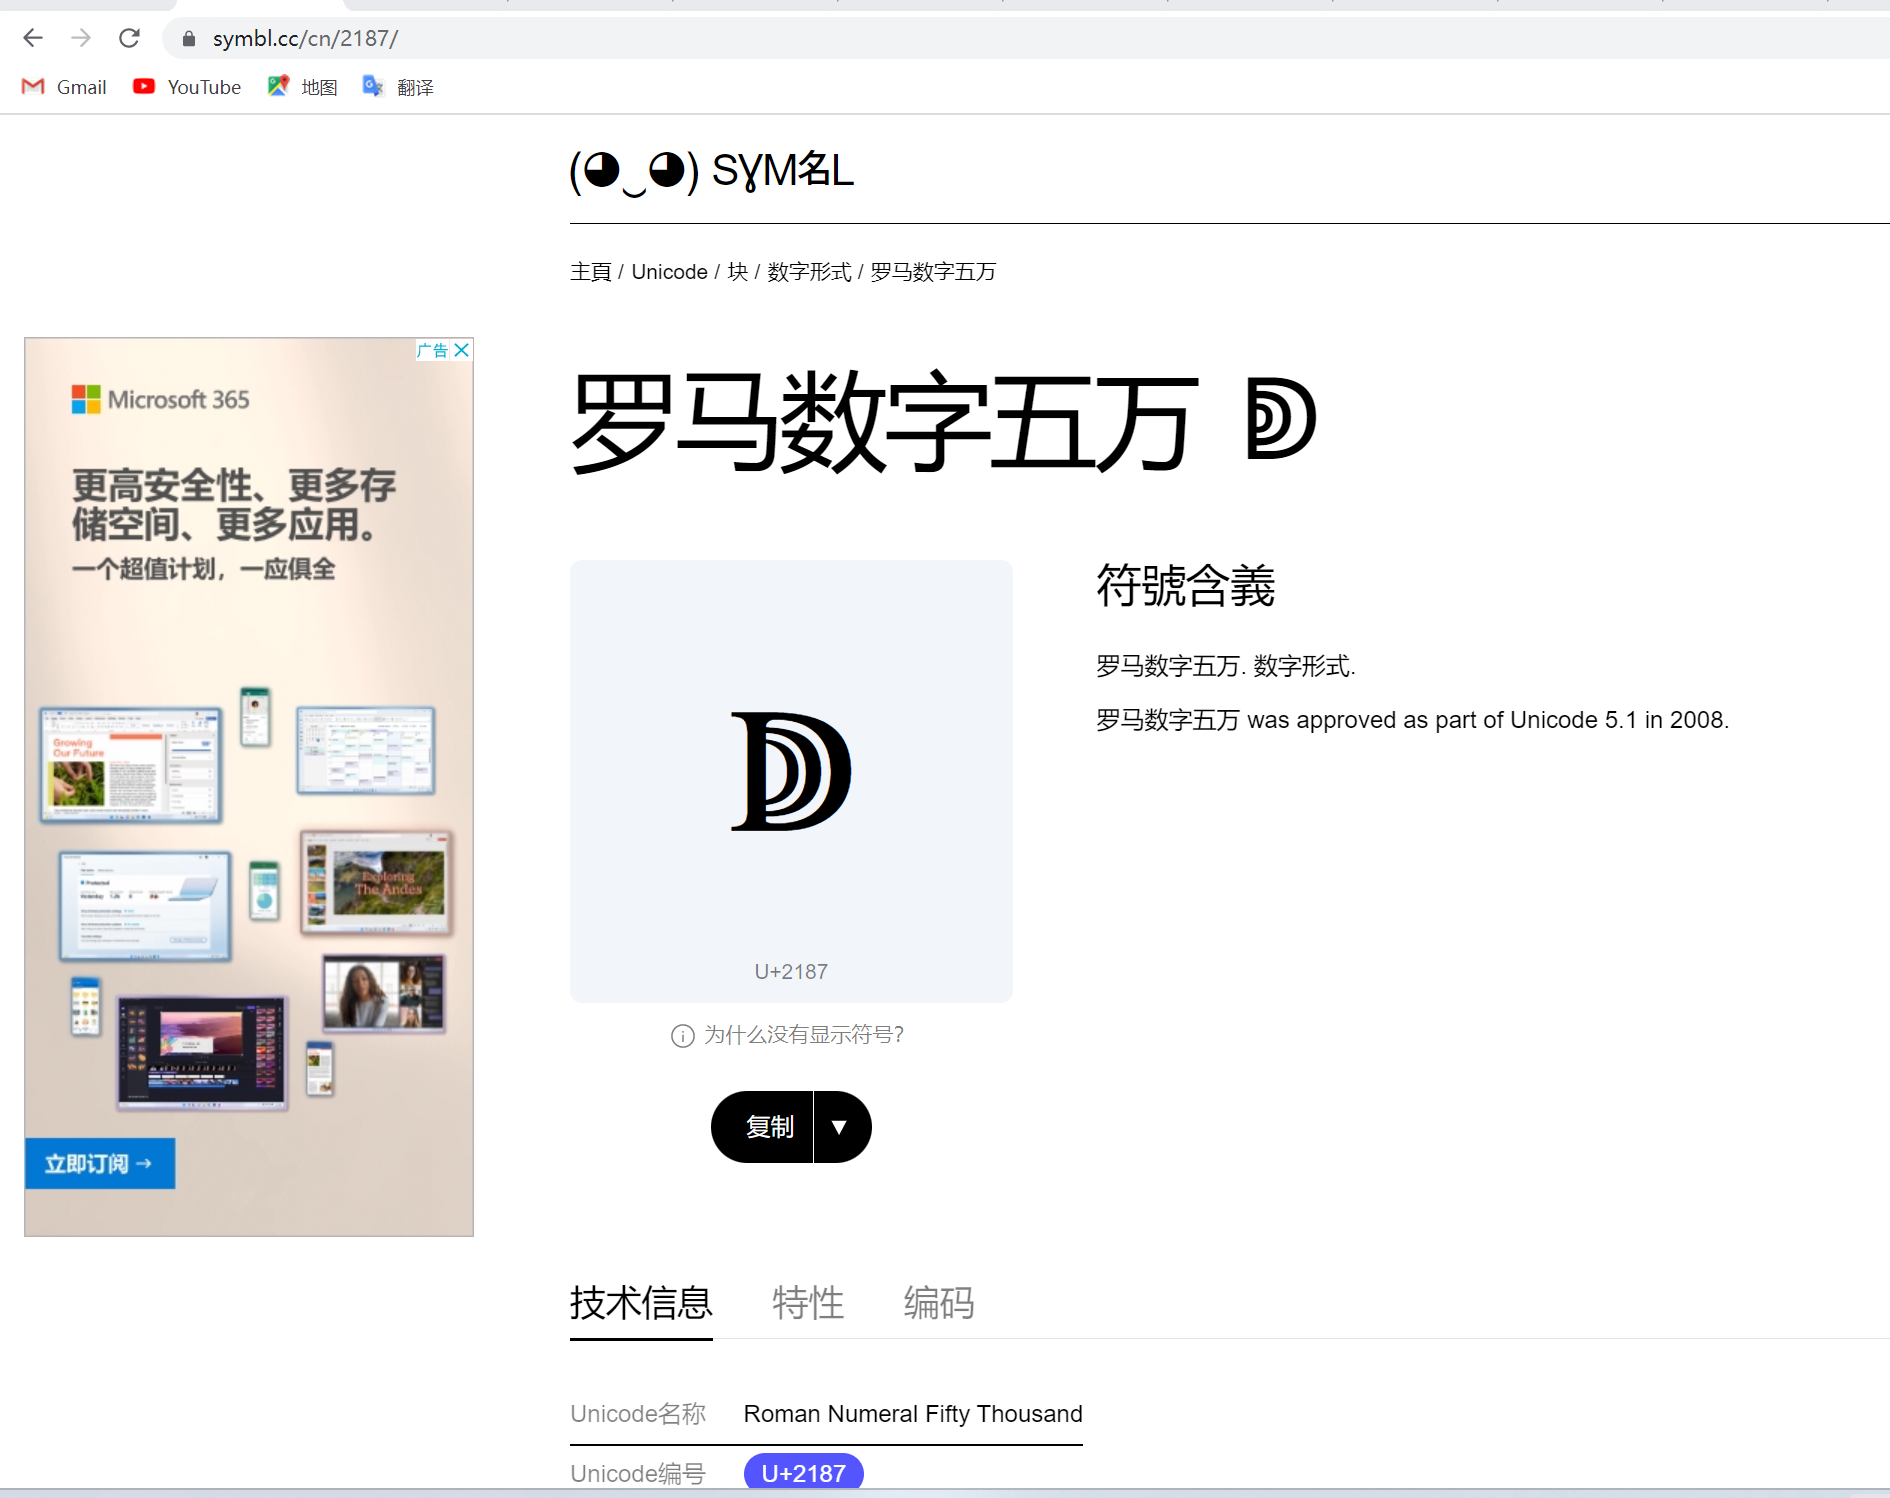 symbl.cc/cn/2187/
Gmail
YouTube
地图
翻译
(◕‿◕) SɣM名L
主頁 / Unicode / 块 / 数字形式 / 罗马数字五万
罗马数字五万 ↇ
广告
Microsoft 365
更高安全性、更多存
储空间、更多应用。
一个超值计划，一应俱全
Growing
Our Future
Exploring
The Andes
立即订阅 →
ↇ
U+2187
为什么没有显示符号?
复制 ▼
符號含義
罗马数字五万. 数字形式.
罗马数字五万 was approved as part of Unicode 5.1 in 2008.
技术信息
特性
编码
Unicode名称 Roman Numeral Fifty Thousand
Unicode编号 U+2187